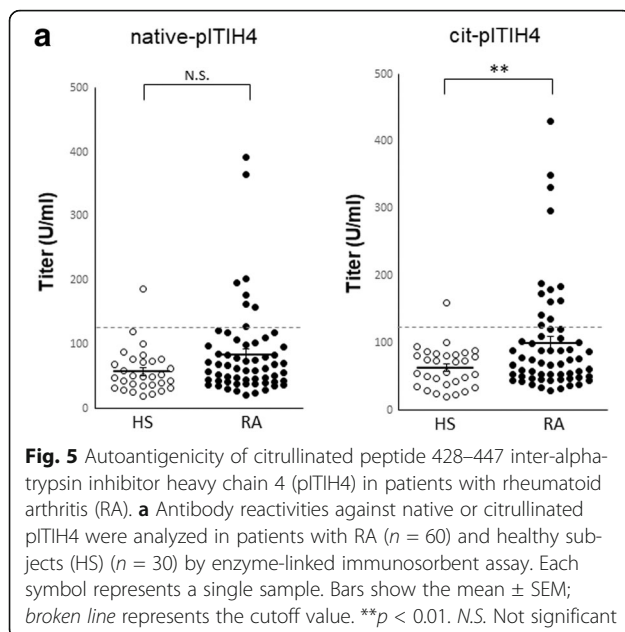 a
native-pITIH4
cit-pITIH4
N.S.
**
Titer (U/ml)
500
400
300
200
100
0
HS
RA
Titer (U/ml)
500
400
300
200
100
0
HS
RA
Fig. 5 Autoantigenicity of citrullinated peptide 428–447 inter-alpha-
trypsin inhibitor heavy chain 4 (pITIH4) in patients with rheumatoid
arthritis (RA). a Antibody reactivities against native or citrullinated
pITIH4 were analyzed in patients with RA (n = 60) and healthy sub-
jects (HS) (n = 30) by enzyme-linked immunosorbent assay. Each
symbol represents a single sample. Bars show the mean ± SEM;
broken line represents the cutoff value. **p < 0.01. N.S. Not significant